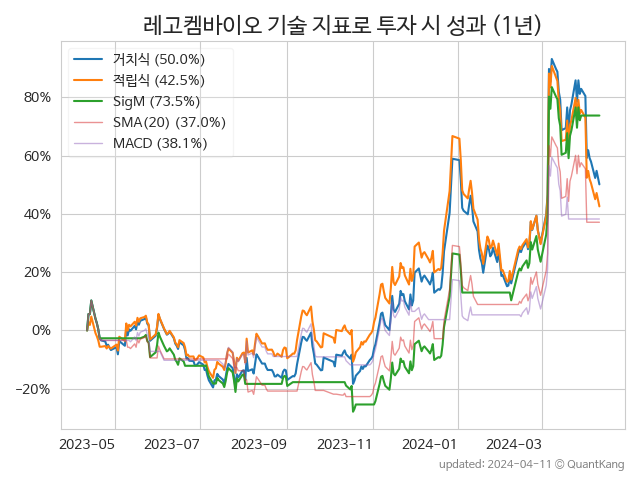 레고켐바이오 기술 지표로 투자 시 성과 (1년)
거치식 (50.0%)
적립식 (42.5%)
SigM (73.5%)
SMA(20) (37.0%)
MACD (38.1%)
80%
60%
40%
20%
0%
−20%
2023-05 2023-07 2023-09 2023-11 2024-01 2024-03
updated: 2024-04-11 © QuantKang